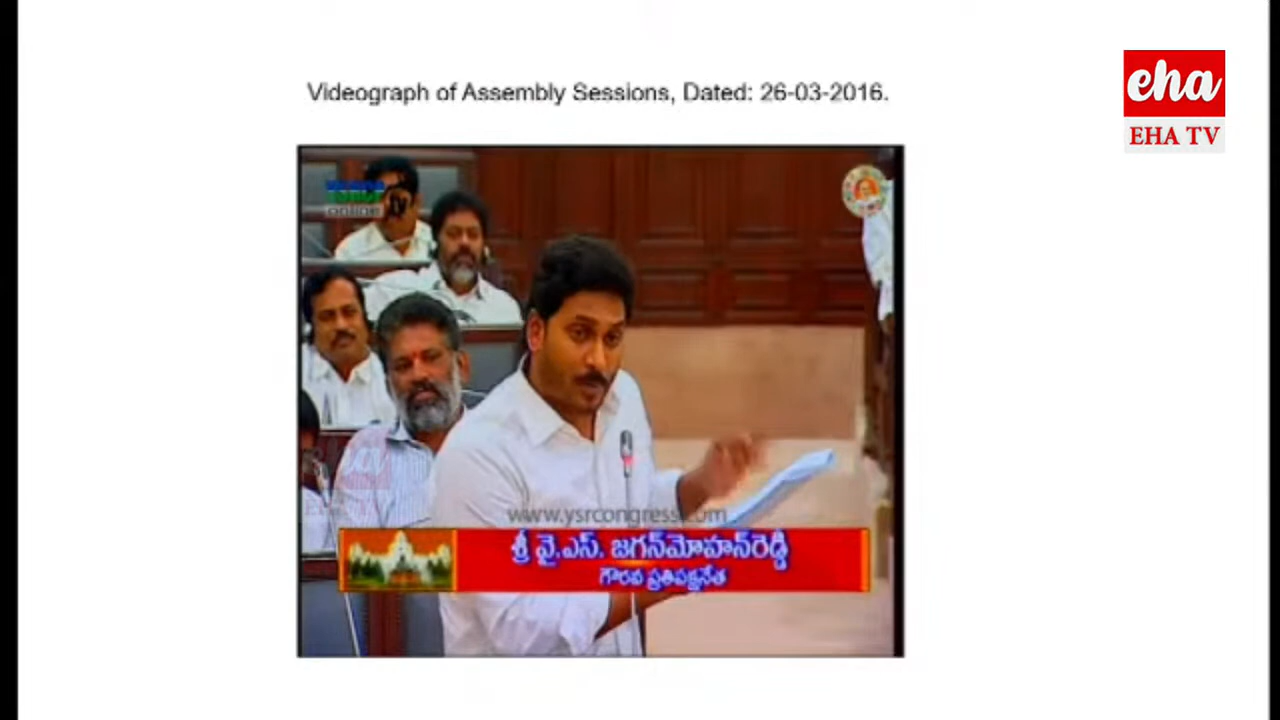 Videograph of Assembly Sessions, Dated: 26-03-2016.
eha
EHA TV
online
www.ysrcongress.com
శ్రీ వై.ఎస్. జగన్‌మోహన్‌రెడ్డి
గౌరవ ప్రతిపక్షనేత